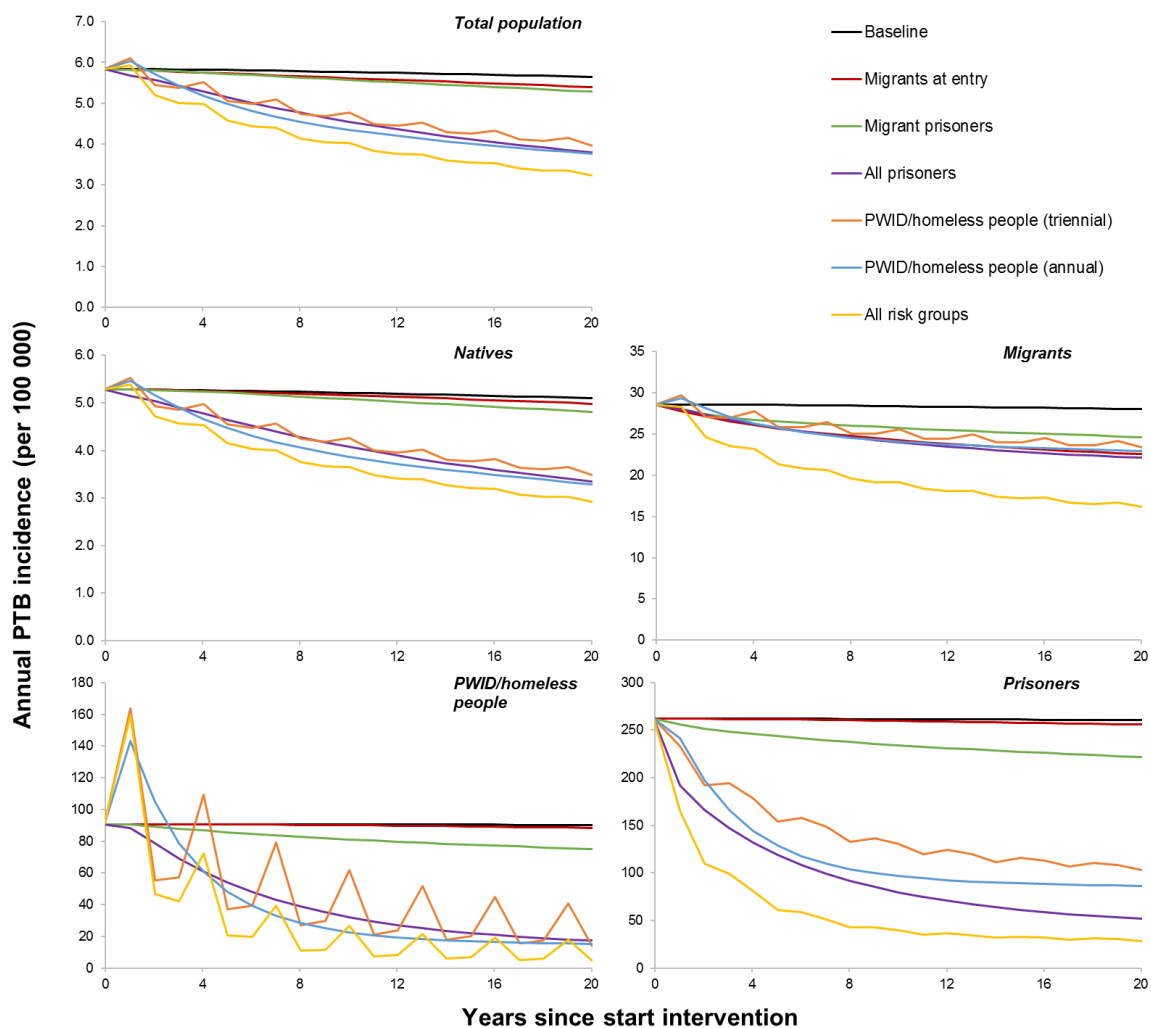 Total population
7.0
6.0
5.0
4.0
3.0
2.0
1.0
0.0
0 4 8 12 16 20
Baseline
Migrants at entry
Migrant prisoners
All prisoners
PWID/homeless people (triennial)
PWID/homeless people (annual)
All risk groups
Annual PTB incidence (per 100 000)
Natives
6.0
5.0
4.0
3.0
2.0
1.0
0.0
0 4 8 12 16 20
Migrants
35
30
25
20
15
10
5
0
0 4 8 12 16 20
PWID/homeless
people
180
160
140
120
100
80
60
40
20
0
0 4 8 12 16 20
Prisoners
300
250
200
150
100
50
0
0 4 8 12 16 20
Years since start intervention